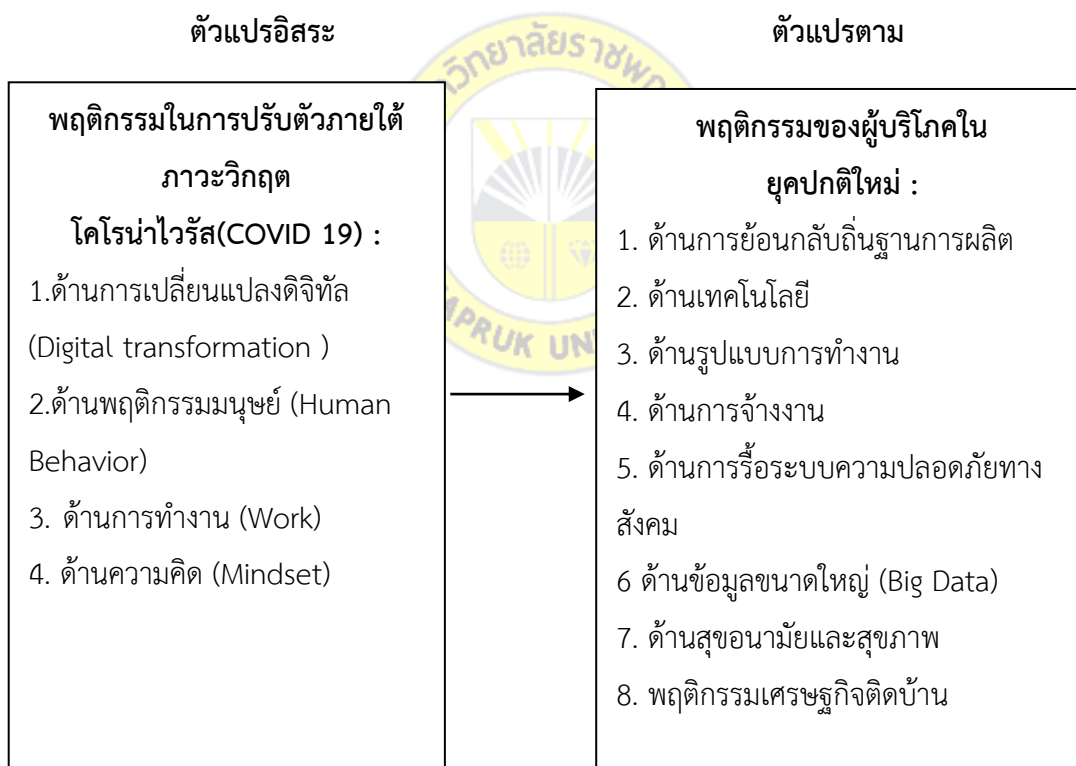 ตัวแปรอิสระ
ตัวแปรตาม
พฤติกรรมในการปรับตัวภายใต้
ภาวะวิกฤต
โคโรน่าไวรัส(COVID 19) :
1.ด้านการเปลี่ยนแปลงดิจิทัล
(Digital transformation )
2.ด้านพฤติกรรมมนุษย์ (Human
Behavior)
3. ด้านการทำงาน (Work)
4. ด้านความคิด (Mindset)
พฤติกรรมของผู้บริโภคใน
ยุคปกติใหม่ :
1. ด้านการย้อนกลับถิ่นฐานการผลิต
2. ด้านเทคโนโลยี
3. ด้านรูปแบบการทำงาน
4. ด้านการจ้างงาน
5. ด้านการรื้อระบบความปลอดภัยทาง
สังคม
6 ด้านข้อมูลขนาดใหญ่ (Big Data)
7. ด้านสุขอนามัยและสุขภาพ
8. พฤติกรรมเศรษฐกิจติดบ้าน